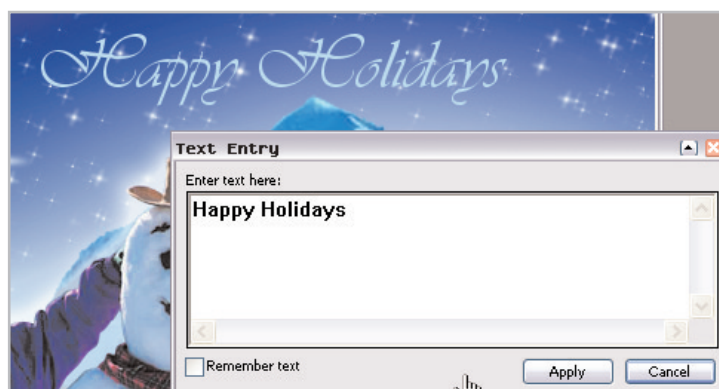 Happy Holidays
Text Entry
Enter text here:
Happy Holidays
Remember text
Apply Cancel